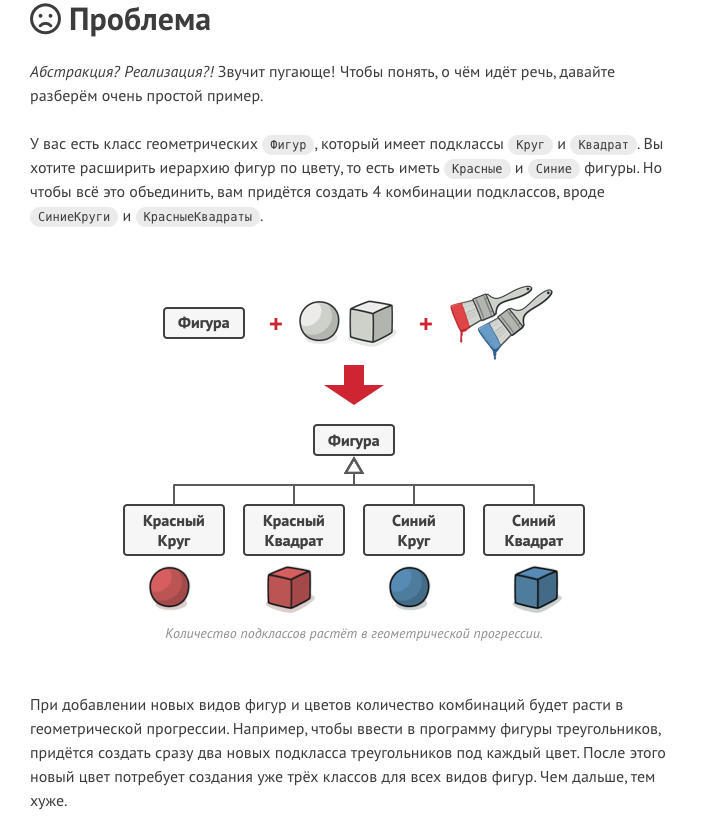 Проблема
Абстракция? Реализация?! Звучит пугающе! Чтобы понять, о чём идёт речь, давайте
разберём очень простой пример.
У вас есть класс геометрических Фигур, который имеет подклассы Круг и Квадрат. Вы
хотите расширить иерархию фигур по цвету, то есть иметь Красные и Синие фигуры. Но
чтобы всё это объединить, вам придётся создать 4 комбинации подклассов, вроде
СиниеКруги и КрасныеКвадраты.
Фигура + +
Фигура
Красный Круг
Красный Квадрат
Синий Круг
Синий Квадрат
Количество подклассов растёт в геометрической прогрессии.
При добавлении новых видов фигур и цветов количество комбинаций будет расти в
геометрической прогрессии. Например, чтобы ввести в программу фигуры треугольников,
придётся создать сразу два новых подкласса треугольников под каждый цвет. После этого
новый цвет потребует создания уже трёх классов для всех видов фигур. Чем дальше, тем
хуже.